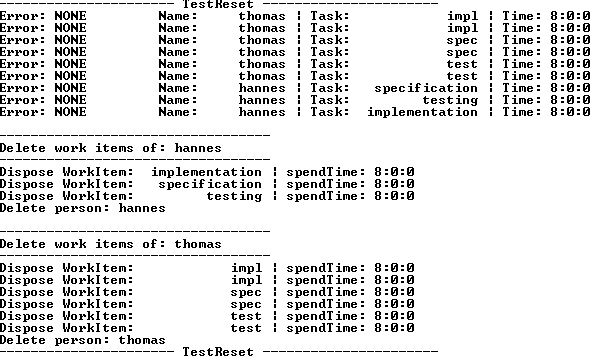 ---------------------- TestReset ----------------------
Error: NONE         Name:     thomas | Task:            impl | Time: 8:0:0
Error: NONE         Name:     thomas | Task:            impl | Time: 8:0:0
Error: NONE         Name:     thomas | Task:            spec | Time: 8:0:0
Error: NONE         Name:     thomas | Task:            spec | Time: 8:0:0
Error: NONE         Name:     thomas | Task:            test | Time: 8:0:0
Error: NONE         Name:     thomas | Task:            test | Time: 8:0:0
Error: NONE         Name:     hannes | Task:   specification | Time: 8:0:0
Error: NONE         Name:     hannes | Task:         testing | Time: 8:0:0
Error: NONE         Name:     hannes | Task:  implementation | Time: 8:0:0
----------------------------------
Delete work items of: hannes
----------------------------------
Dispose WorkItem:  implementation | spendTime: 8:0:0
Dispose WorkItem:   specification | spendTime: 8:0:0
Dispose WorkItem:         testing | spendTime: 8:0:0
Delete person: hannes
----------------------------------
Delete work items of: thomas
----------------------------------
Dispose WorkItem:            impl | spendTime: 8:0:0
Dispose WorkItem:            impl | spendTime: 8:0:0
Dispose WorkItem:            spec | spendTime: 8:0:0
Dispose WorkItem:            spec | spendTime: 8:0:0
Dispose WorkItem:            test | spendTime: 8:0:0
Dispose WorkItem:            test | spendTime: 8:0:0
Delete person: thomas
---------------------- TestReset ----------------------